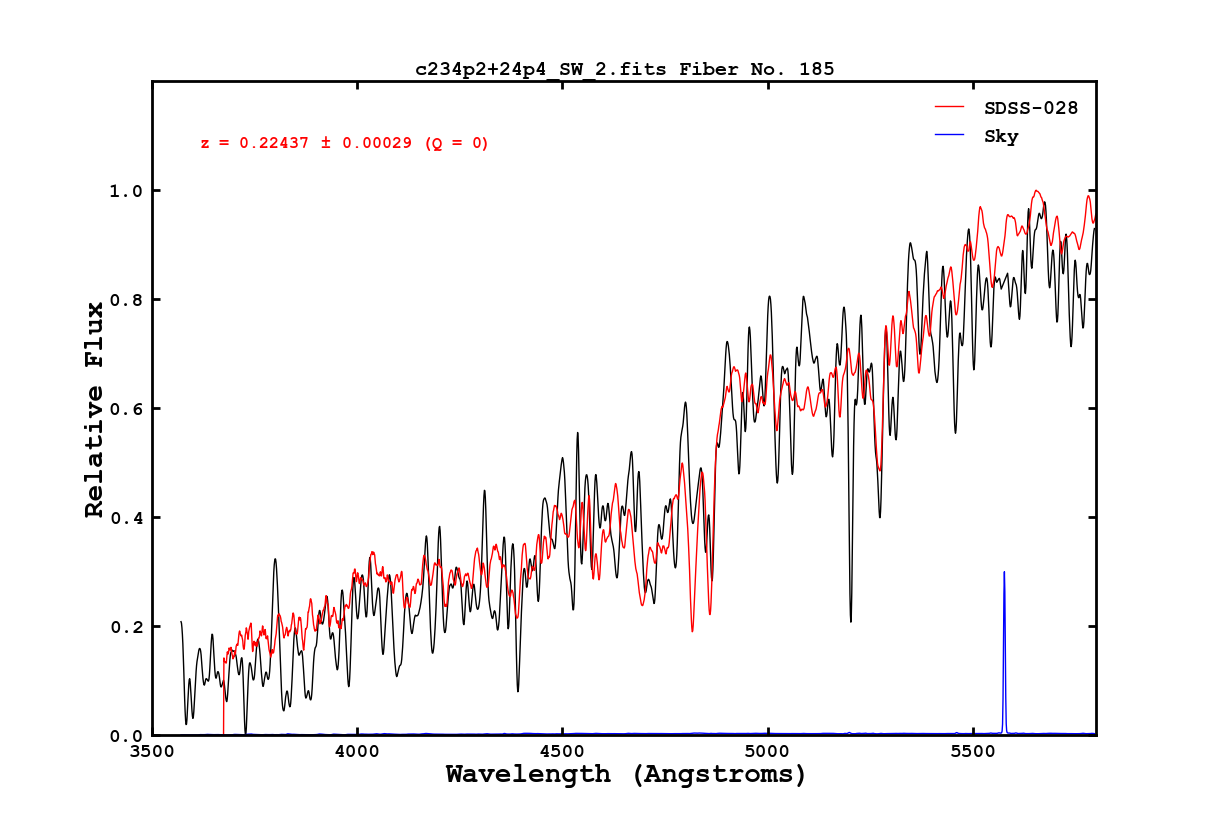 c234p2+24p4_SW_2.fits Fiber No. 185
SDSS-028
Sky
z = 0.22437 ± 0.00029 (Q = 0)
1.0
0.8
0.6
0.4
0.2
0.0
Relative Flux
3500 4000 4500 5000 5500
Wavelength (Angstroms)